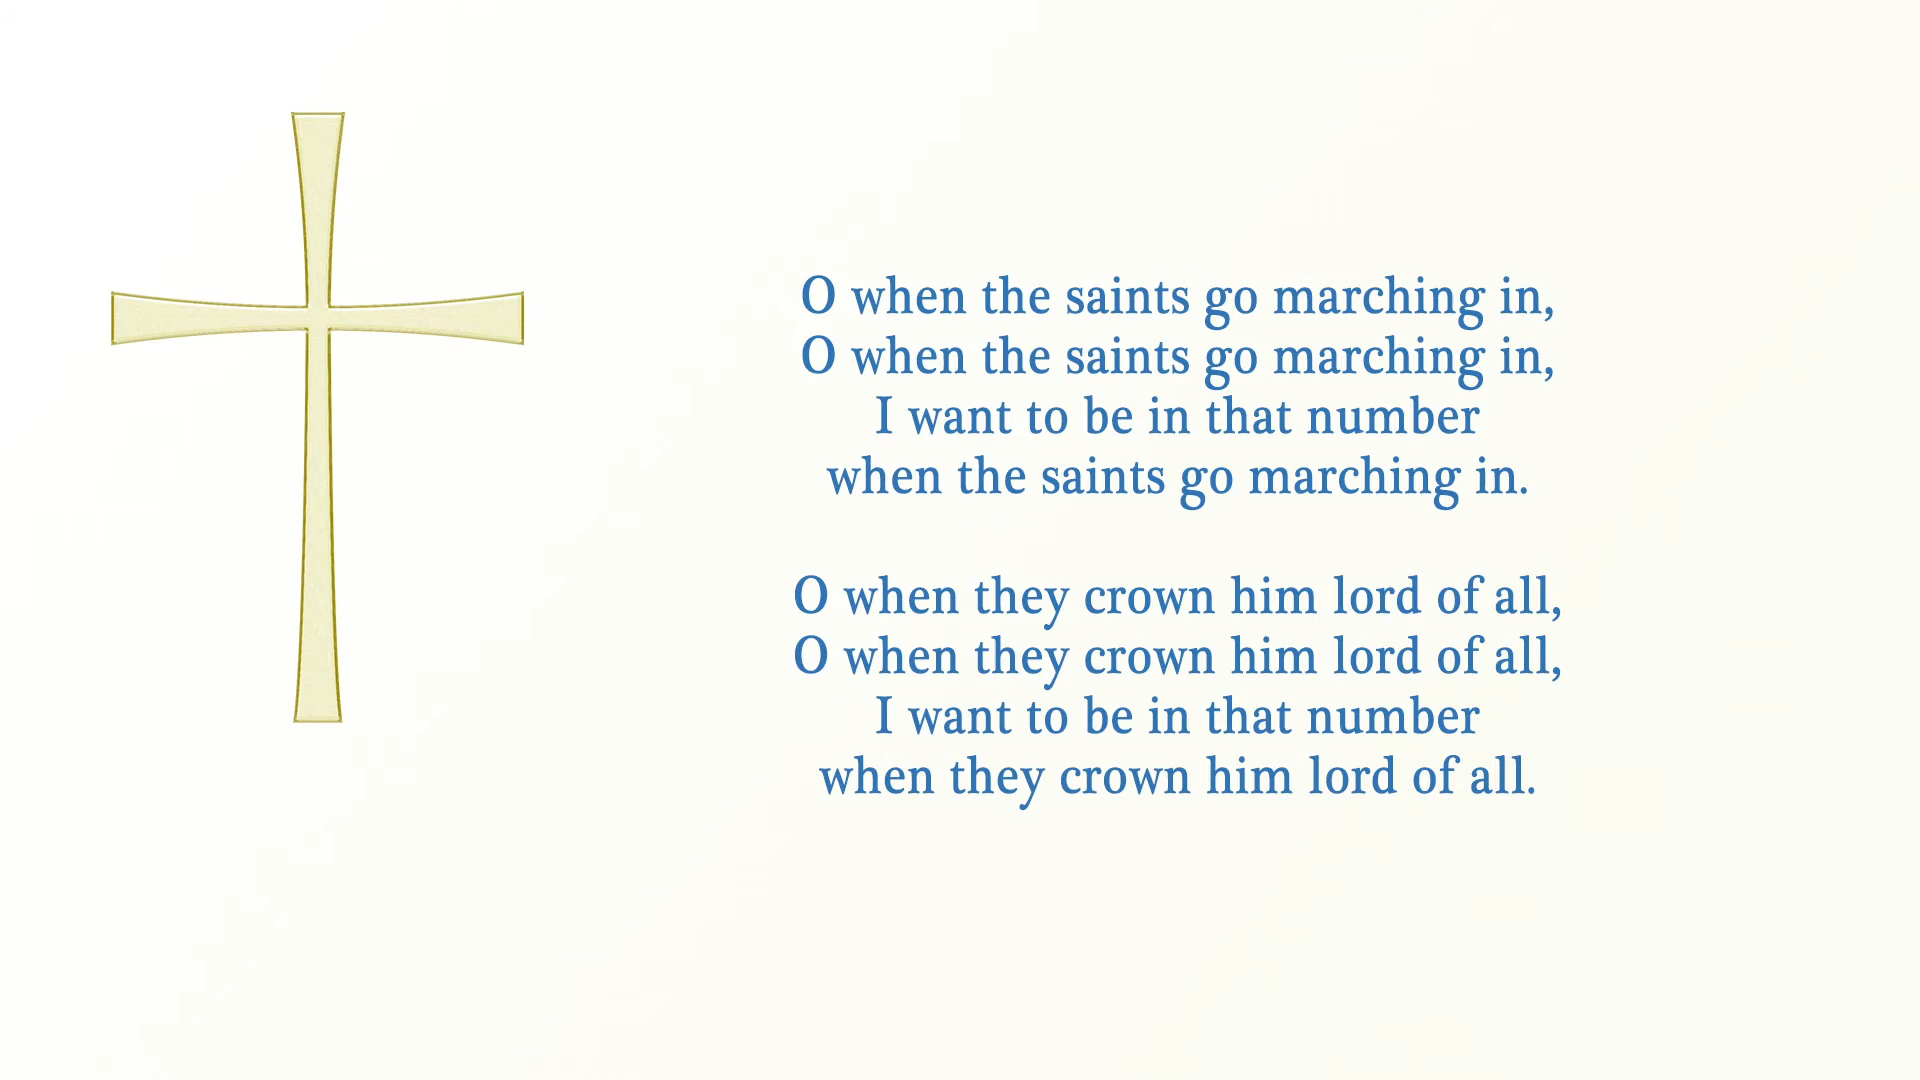 O when the saints go marching in,
O when the saints go marching in,
I want to be in that number
when the saints go marching in.
O when they crown him lord of all,
O when they crown him lord of all,
I want to be in that number
when they crown him lord of all.